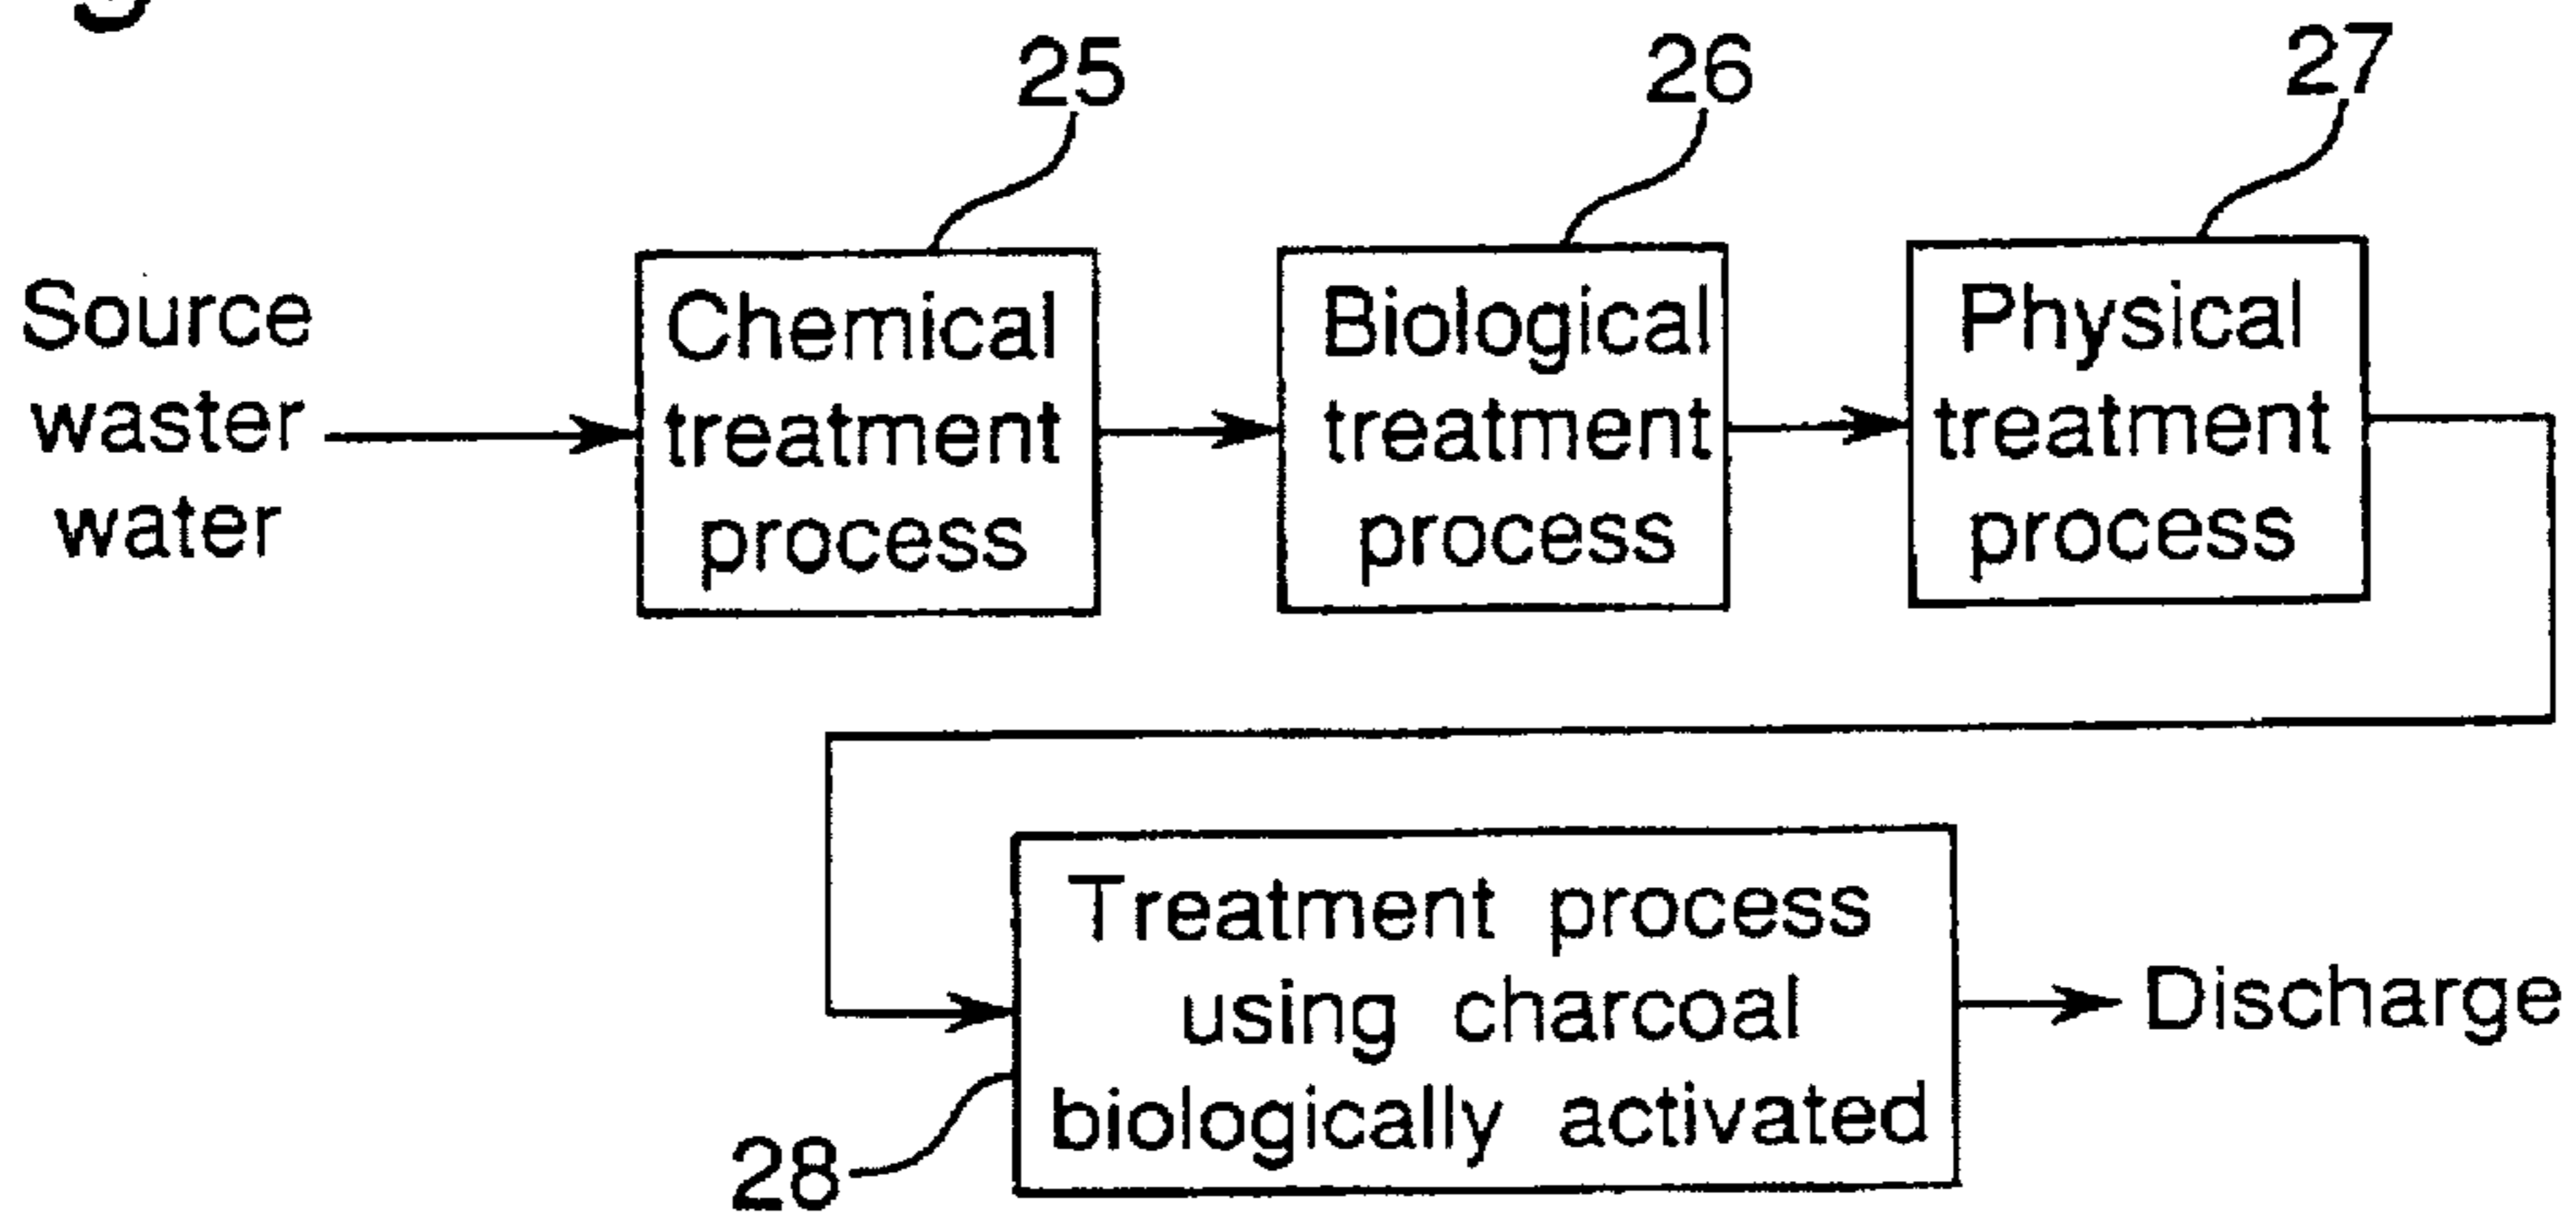 25
26
27
Source
waster
water
Chemical
treatment
process
Biological
treatment
process
Physical
treatment
process
Treatment process
using charcoal
biologically activated
28
Discharge